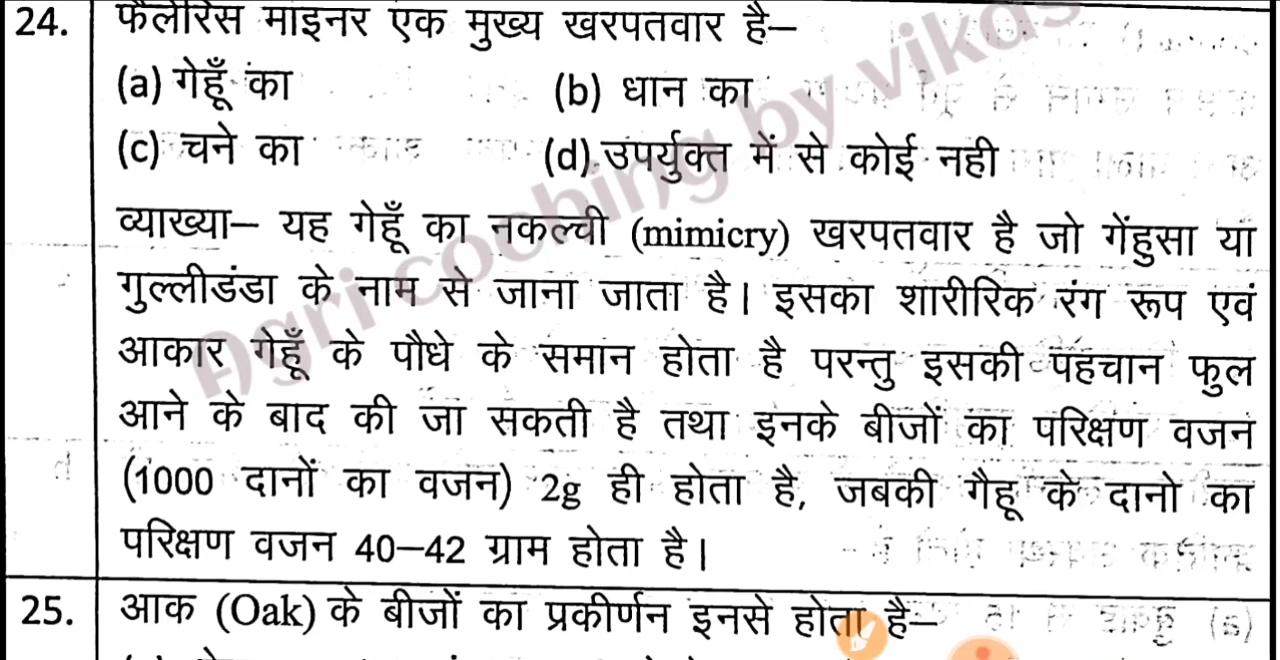 24. फैलेरिस माइनर एक मुख्य खरपतवार है–
(a) गेहूँ का (b) धान का
(c) चने का (d) उपर्युक्त में से कोई नही
व्याख्या– यह गेहूँ का नकल्ची (mimicry) खरपतवार है जो गेंहुसा या
गुल्लीडंडा के नाम से जाना जाता है। इसका शारीरिक रंग रूप एवं
आकार गेहूँ के पौधे के समान होता है परन्तु इसकी पहचान फुल
आने के बाद की जा सकती है तथा इनके बीजों का परिक्षण वजन
(1000 दानों का वजन) 2g ही होता है, जबकी गैहू के दानो का
परिक्षण वजन 40–42 ग्राम होता है।
25. आक (Oak) के बीजों का प्रकीर्णन इनसे होता है–
Agri coching by vikas